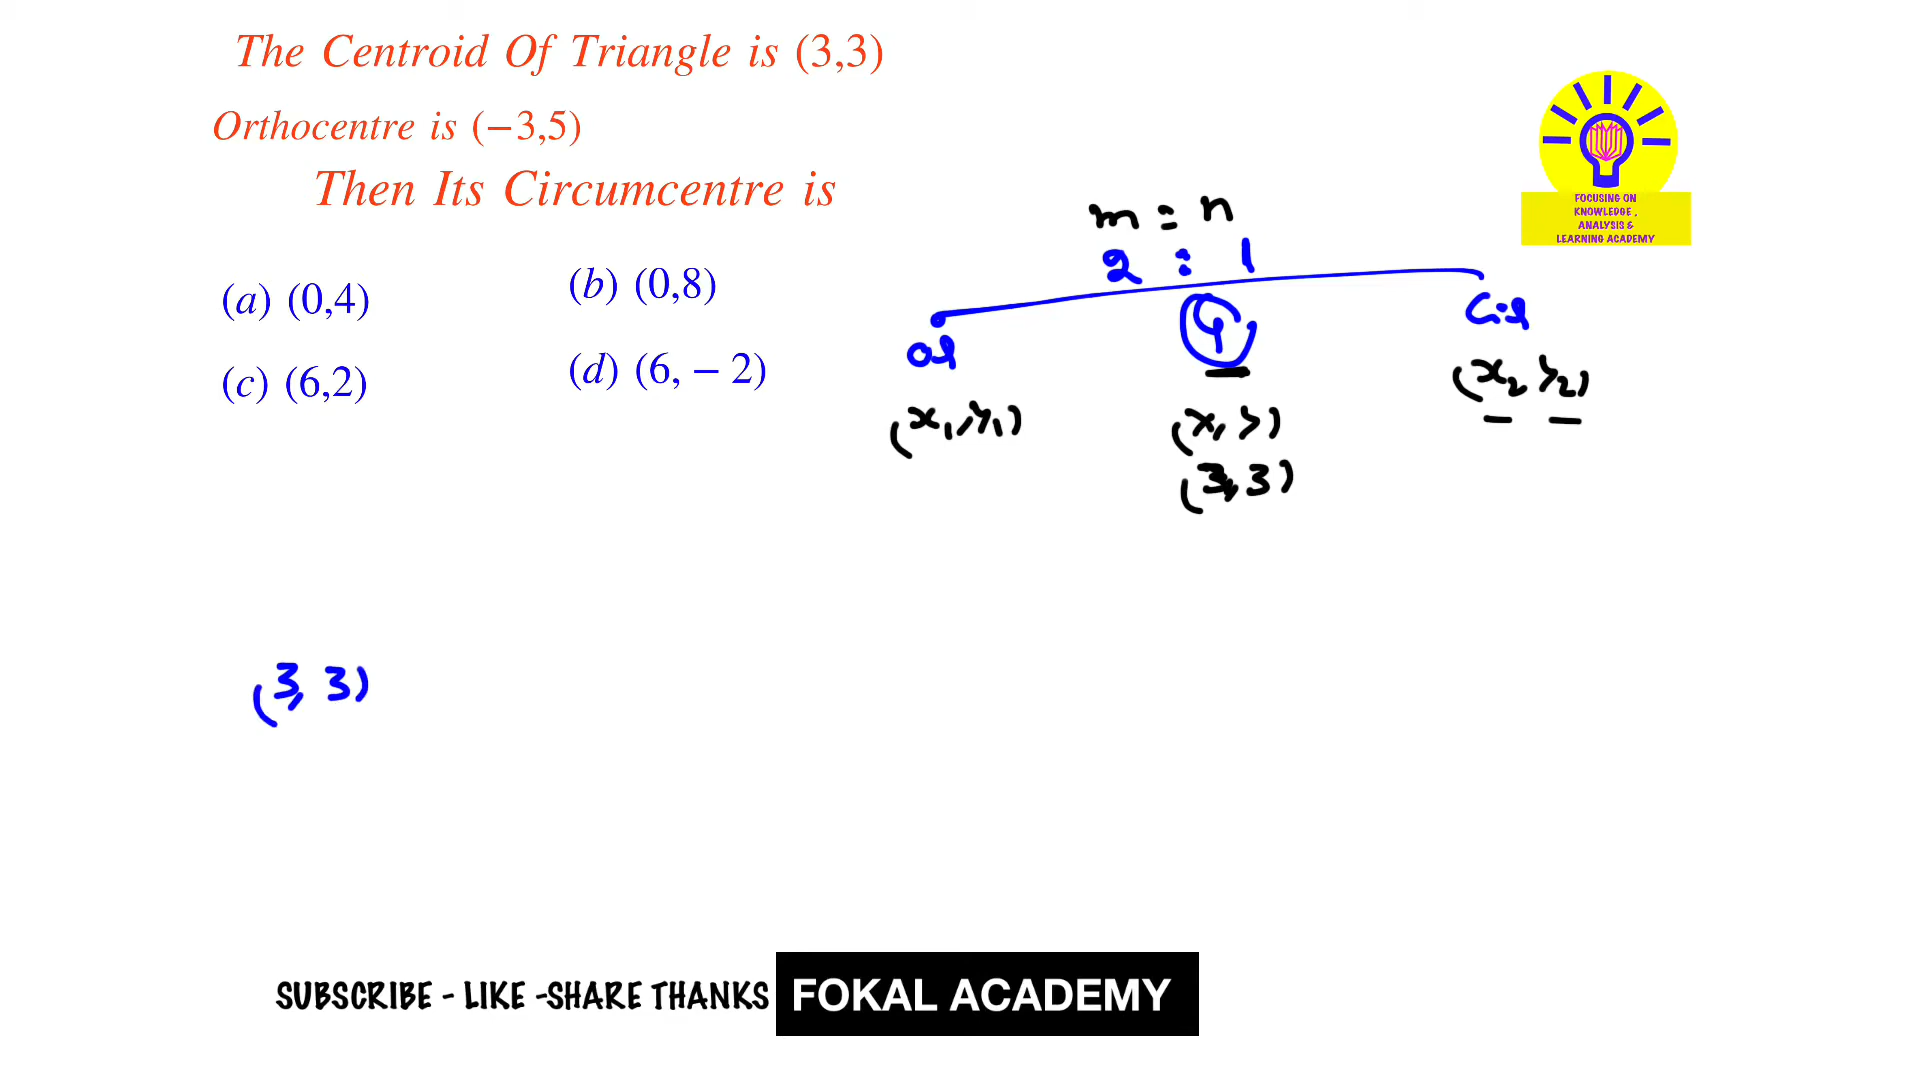 The Centroid Of Triangle is (3,3)
Orthocentre is (−3,5)
Then Its Circumcentre is
(a) (0,4)
(b) (0,8)
(c) (6,2)
(d) (6, − 2)
FOCUSING ON
KNOWLEDGE ,
ANALYSIS &
LEARNING ACADEMY
m : n
2 : 1
G
(x₁, y₁)
(x, y)
(x₂ y₂)
(3, 3)
(3, 3)
SUBSCRIBE - LIKE -SHARE THANKS
FOKAL ACADEMY